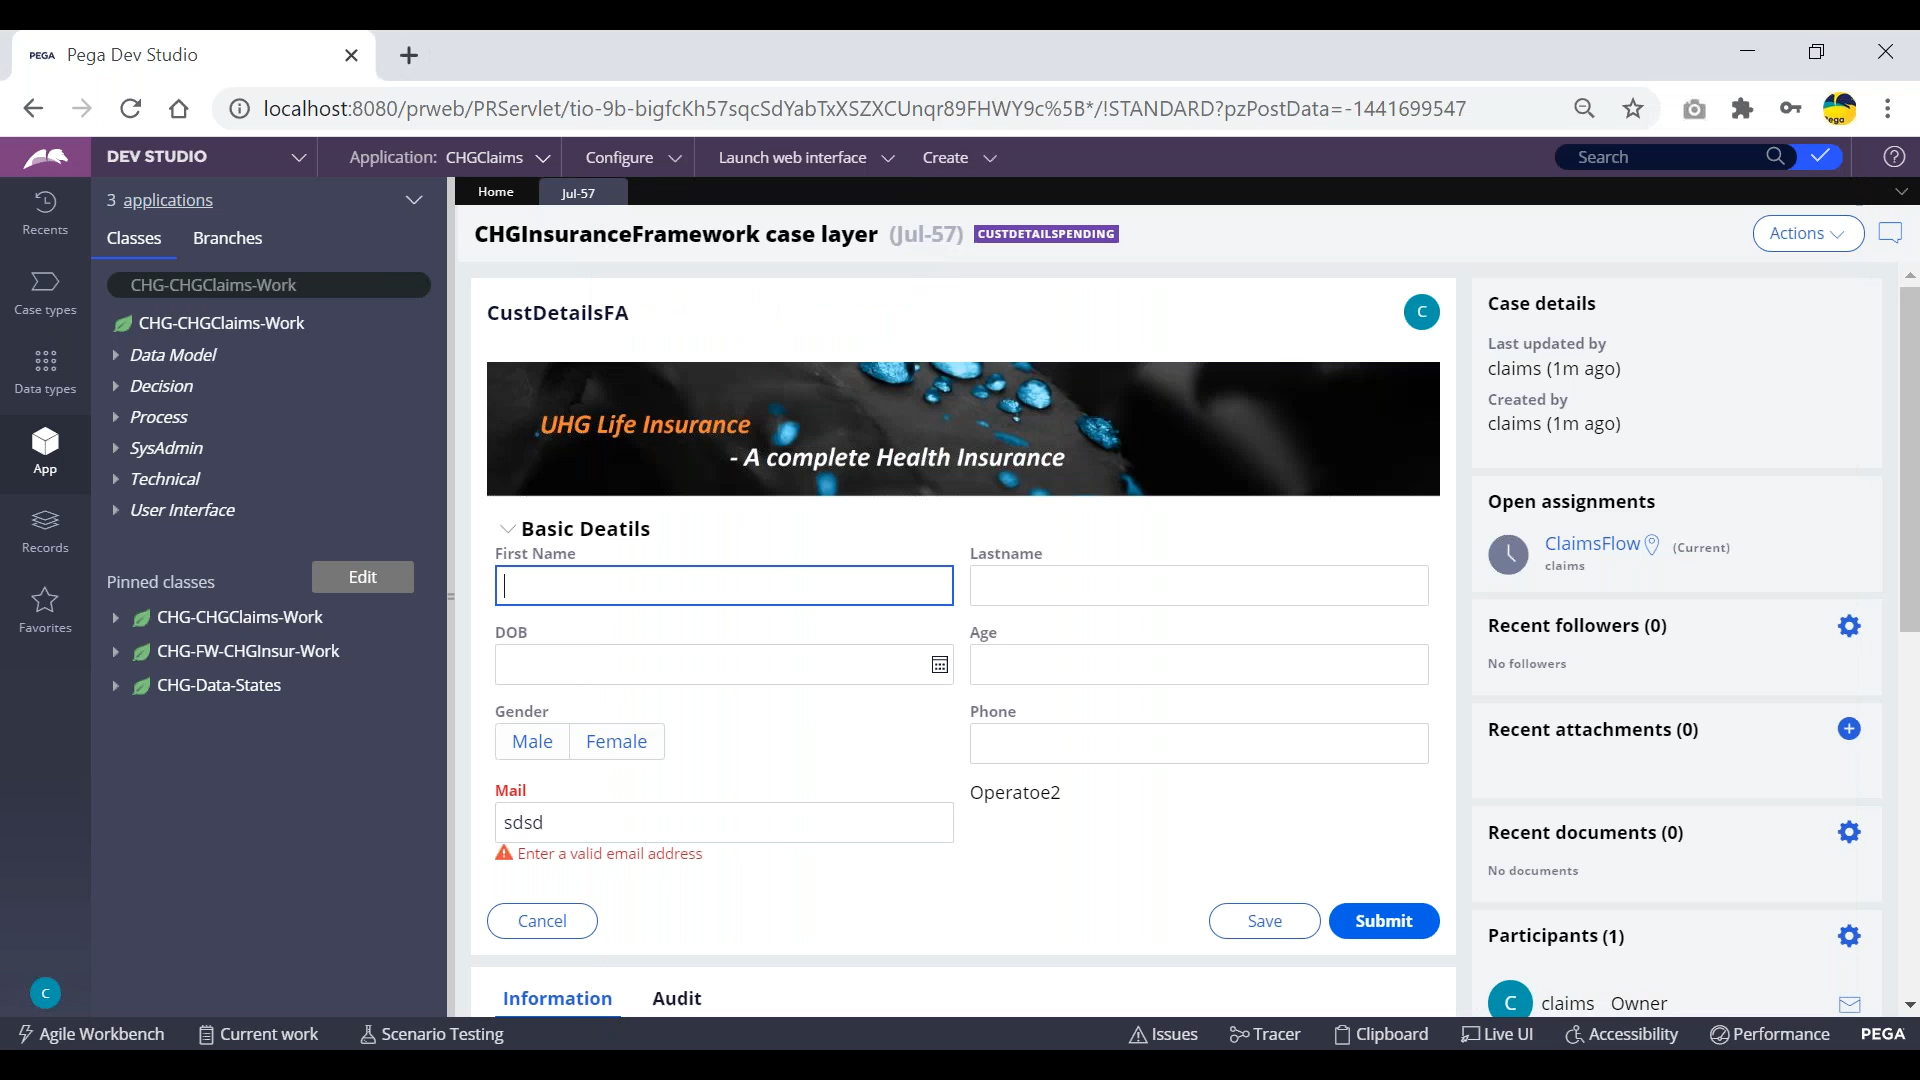 PEGA Pega Dev Studio
localhost:8080/prweb/PRServlet/tio-9b-bigfcKh57sqcSdYabTxXSZXCUnqr89FHWY9c%5B*/!STANDARD?pzPostData=-1441699547
DEV STUDIO Application: CHGClaims Configure Launch web interface Create Search
Recents
Case types
Data types
App
Records
Favorites
C
3 applications
Classes Branches
CHG-CHGClaims-Work
CHG-CHGClaims-Work
Data Model
Decision
Process
SysAdmin
Technical
User Interface
Pinned classes Edit
CHG-CHGClaims-Work
CHG-FW-CHGInsur-Work
CHG-Data-States
Home Jul-57
CHGInsuranceFramework case layer (Jul-57) CUSTDETAILSPENDING Actions
CustDetailsFA C
UHG Life Insurance
- A complete Health Insurance
Basic Deatils
First Name Lastname
DOB Age
Gender Phone
Male Female
Mail Operatoe2
sdsd
Enter a valid email address
Cancel Save Submit
Information Audit
Case details
Last updated by
claims (1m ago)
Created by
claims (1m ago)
Open assignments
ClaimsFlow (Current)
claims
Recent followers (0)
No followers
Recent attachments (0)
Recent documents (0)
No documents
Participants (1)
C claims Owner
Agile Workbench Current work Scenario Testing Issues Tracer Clipboard Live UI Accessibility Performance PEGA